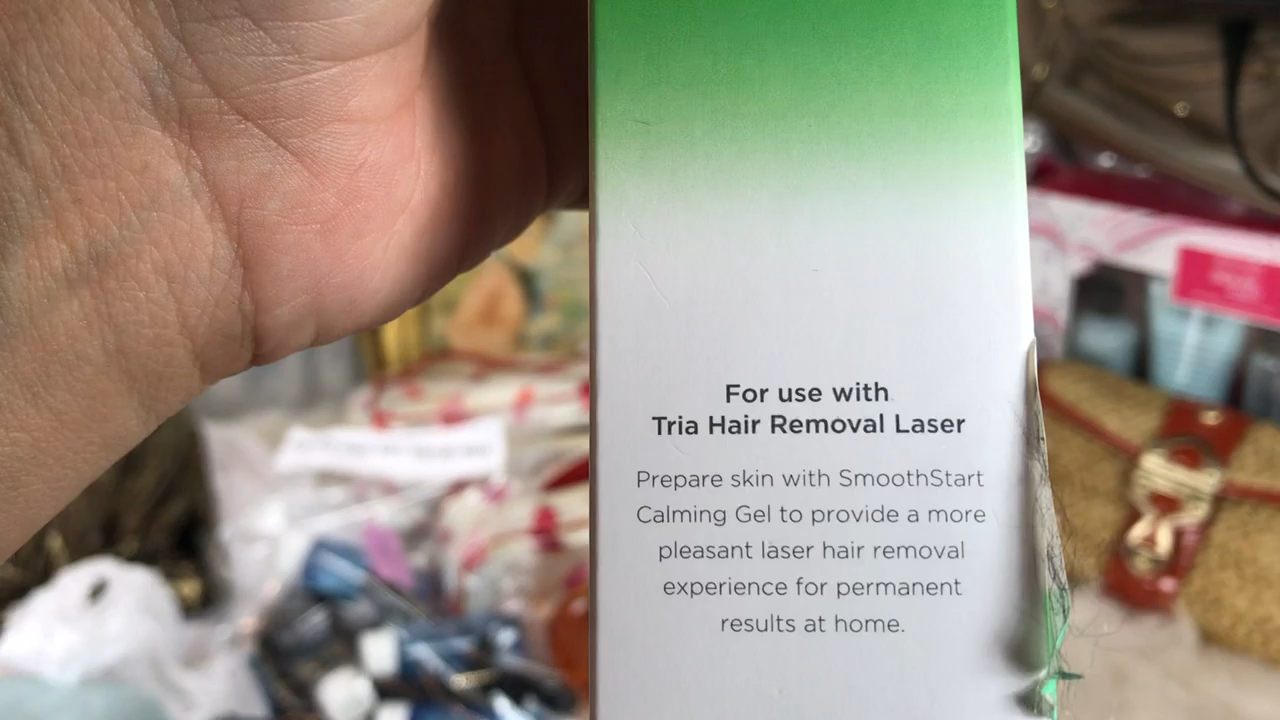 For use with
Tria Hair Removal Laser
Prepare skin with SmoothStart
Calming Gel to provide a more
pleasant laser hair removal
experience for permanent
results at home.